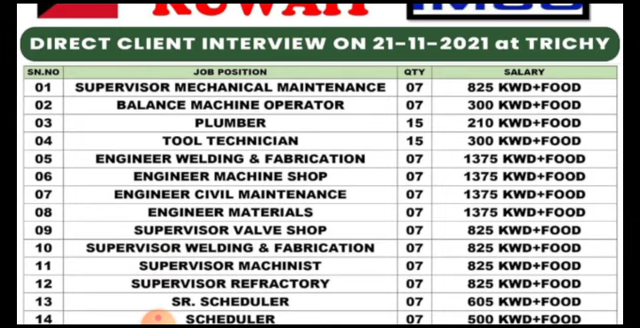 KUWAIT
IMCO
DIRECT CLIENT INTERVIEW ON 21-11-2021 at TRICHY
SN.NO JOB POSITION QTY SALARY
01 SUPERVISOR MECHANICAL MAINTENANCE 07 825 KWD+FOOD
02 BALANCE MACHINE OPERATOR 07 300 KWD+FOOD
03 PLUMBER 15 210 KWD+FOOD
04 TOOL TECHNICIAN 15 300 KWD+FOOD
05 ENGINEER WELDING & FABRICATION 07 1375 KWD+FOOD
06 ENGINEER MACHINE SHOP 07 1375 KWD+FOOD
07 ENGINEER CIVIL MAINTENANCE 07 1375 KWD+FOOD
08 ENGINEER MATERIALS 07 1375 KWD+FOOD
09 SUPERVISOR VALVE SHOP 07 825 KWD+FOOD
10 SUPERVISOR WELDING & FABRICATION 07 825 KWD+FOOD
11 SUPERVISOR MACHINIST 07 825 KWD+FOOD
12 SUPERVISOR REFRACTORY 07 825 KWD+FOOD
13 SR. SCHEDULER 07 605 KWD+FOOD
14 SCHEDULER 07 500 KWD+FOOD